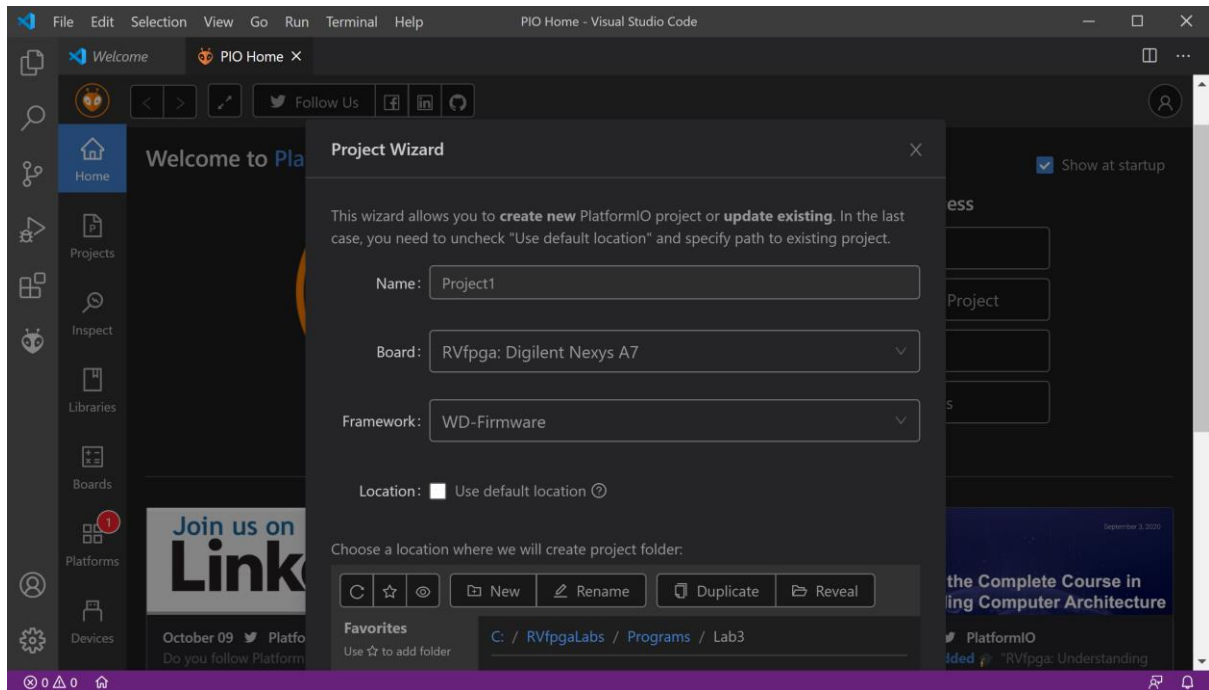 File Edit Selection View Go Run Terminal Help PIO Home - Visual Studio Code
Welcome PIO Home
Follow Us
Home
Projects
Inspect
Libraries
Boards
1
Platforms
Devices
Welcome to Pla
Show at startup
ess
Project
s
Project Wizard
This wizard allows you to create new PlatformIO project or update existing. In the last
case, you need to uncheck "Use default location" and specify path to existing project.
Name: Project1
Board: RVfpga: Digilent Nexys A7
Framework: WD-Firmware
Location: Use default location
Choose a location where we will create project folder:
New Rename Duplicate Reveal
Favorites
Use ☆ to add folder
C: / RVfpgaLabs / Programs / Lab3
Join us on
Link
October 09 Platfo
Do you follow Platform
September 3, 2020
the Complete Course in
ing Computer Architecture
PlatformIO
dded "RVfpga: Understanding
0 0